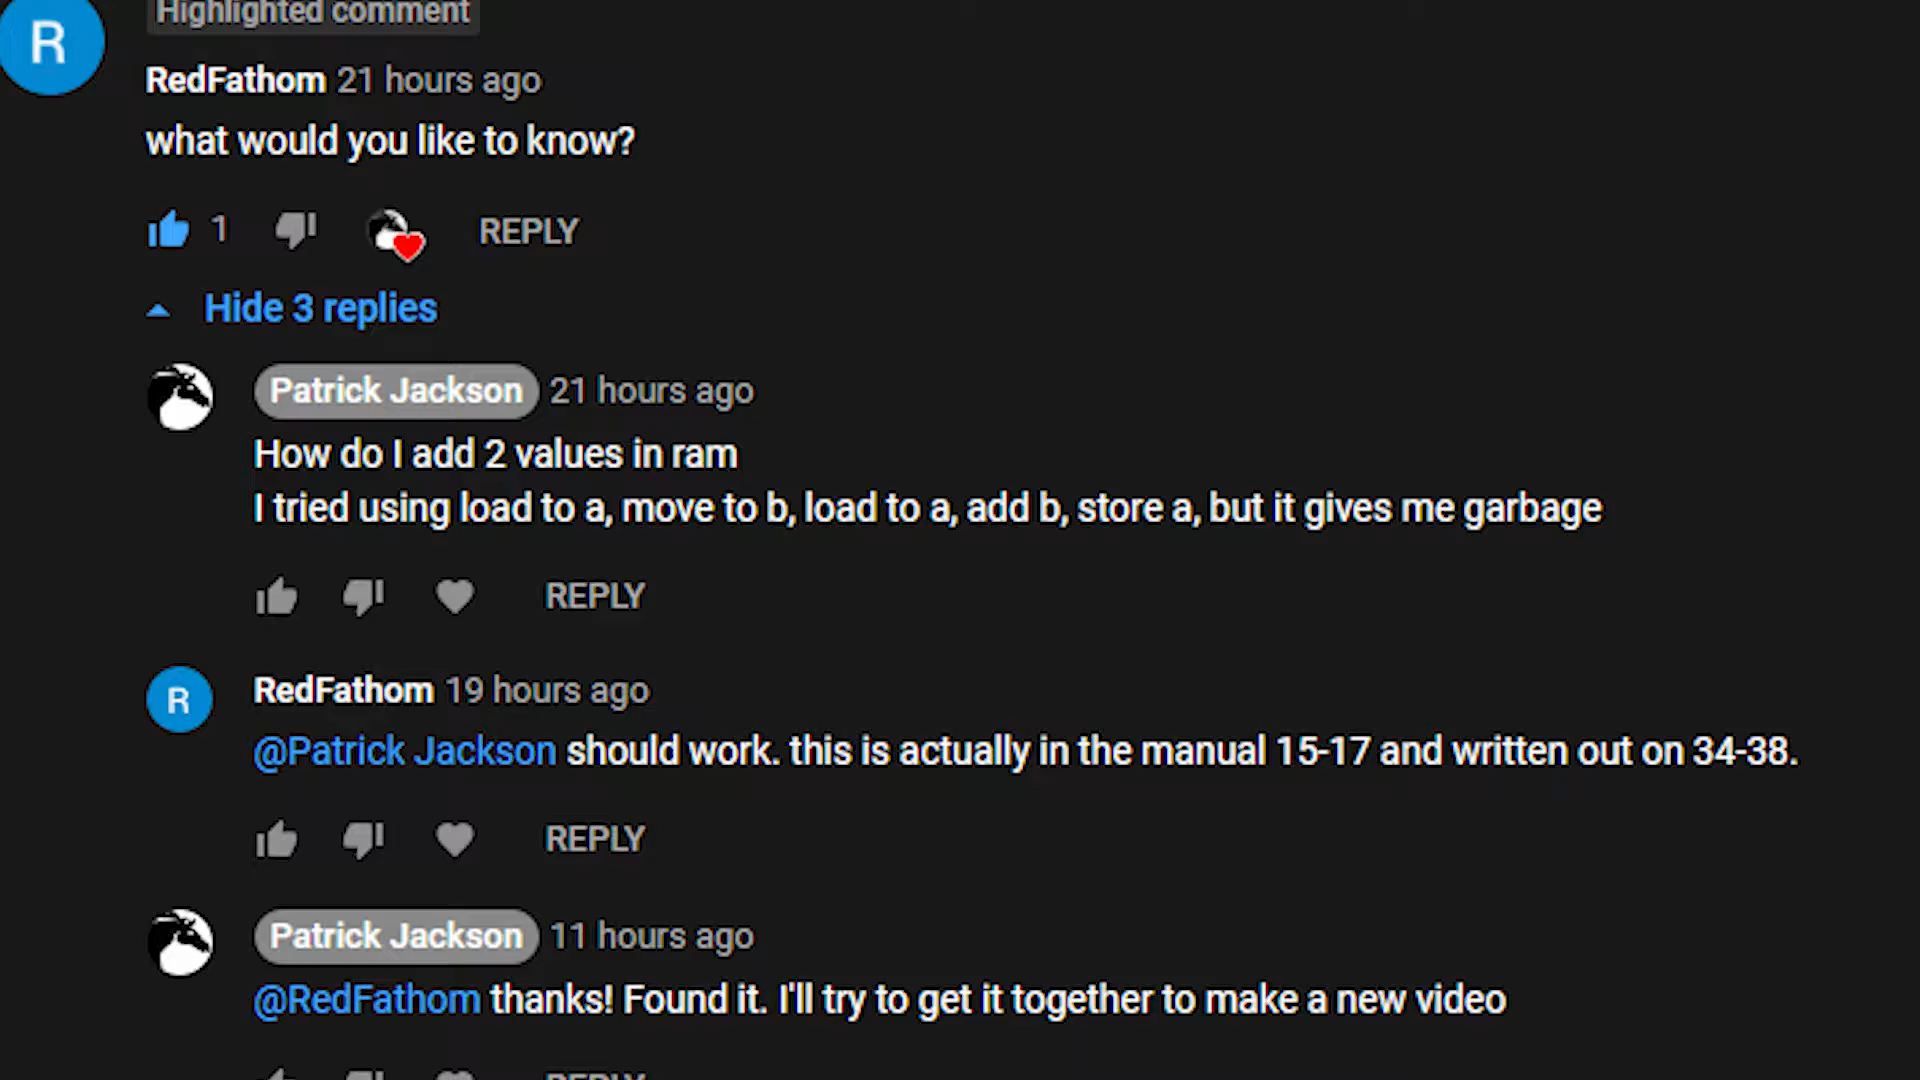 R
Highlighted comment
RedFathom 21 hours ago
what would you like to know?
1 REPLY
Hide 3 replies
Patrick Jackson 21 hours ago
How do I add 2 values in ram
I tried using load to a, move to b, load to a, add b, store a, but it gives me garbage
REPLY
R
RedFathom 19 hours ago
@Patrick Jackson should work. this is actually in the manual 15-17 and written out on 34-38.
REPLY
Patrick Jackson 11 hours ago
@RedFathom thanks! Found it. I'll try to get it together to make a new video
REPLY